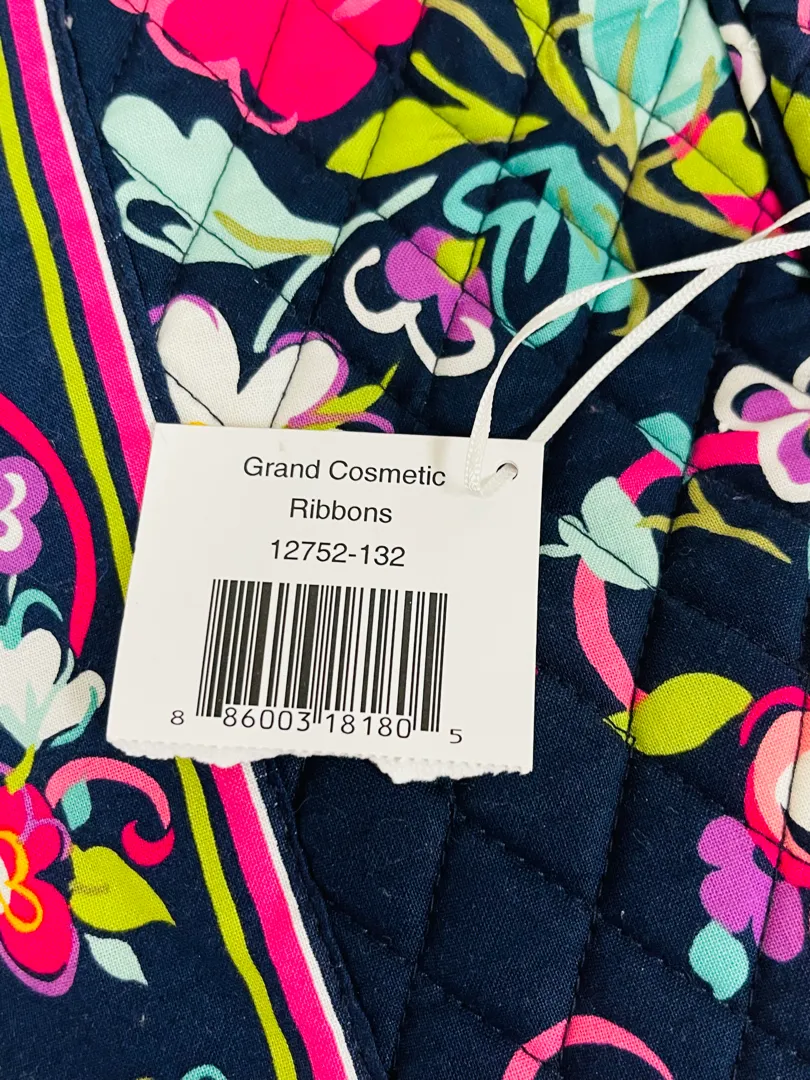 Grand Cosmetic
Ribbons
12752-132
8 86003 18180 5